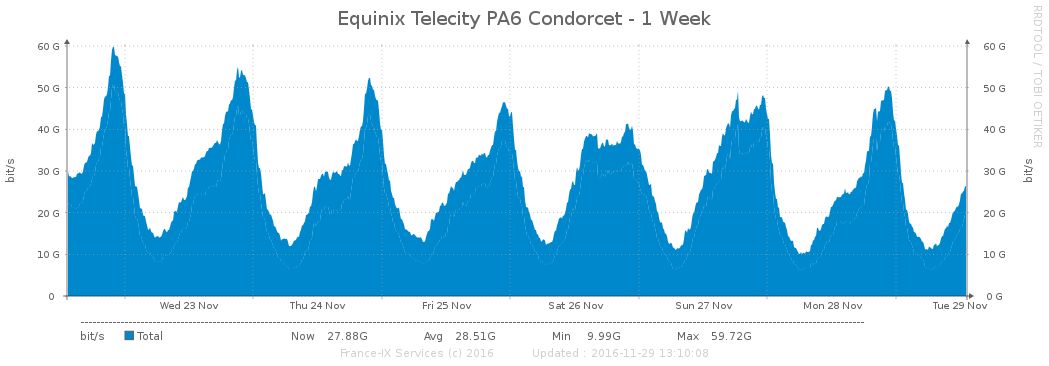 Equinix Telecity PA6 Condorcet - 1 Week
RRDTOOL / TOBI OETIKER
60 G 60 G
50 G 50 G
40 G 40 G
30 G 30 G
20 G 20 G
10 G 10 G
0 0 G
bit/s
bit/s
Wed 23 Nov Thu 24 Nov Fri 25 Nov Sat 26 Nov Sun 27 Nov Mon 28 Nov Tue 29 Nov
bit/s Total Now 27.88G Avg 28.51G Min 9.99G Max 59.72G
France-IX Services (c) 2016 Updated : 2016-11-29 13:10:08